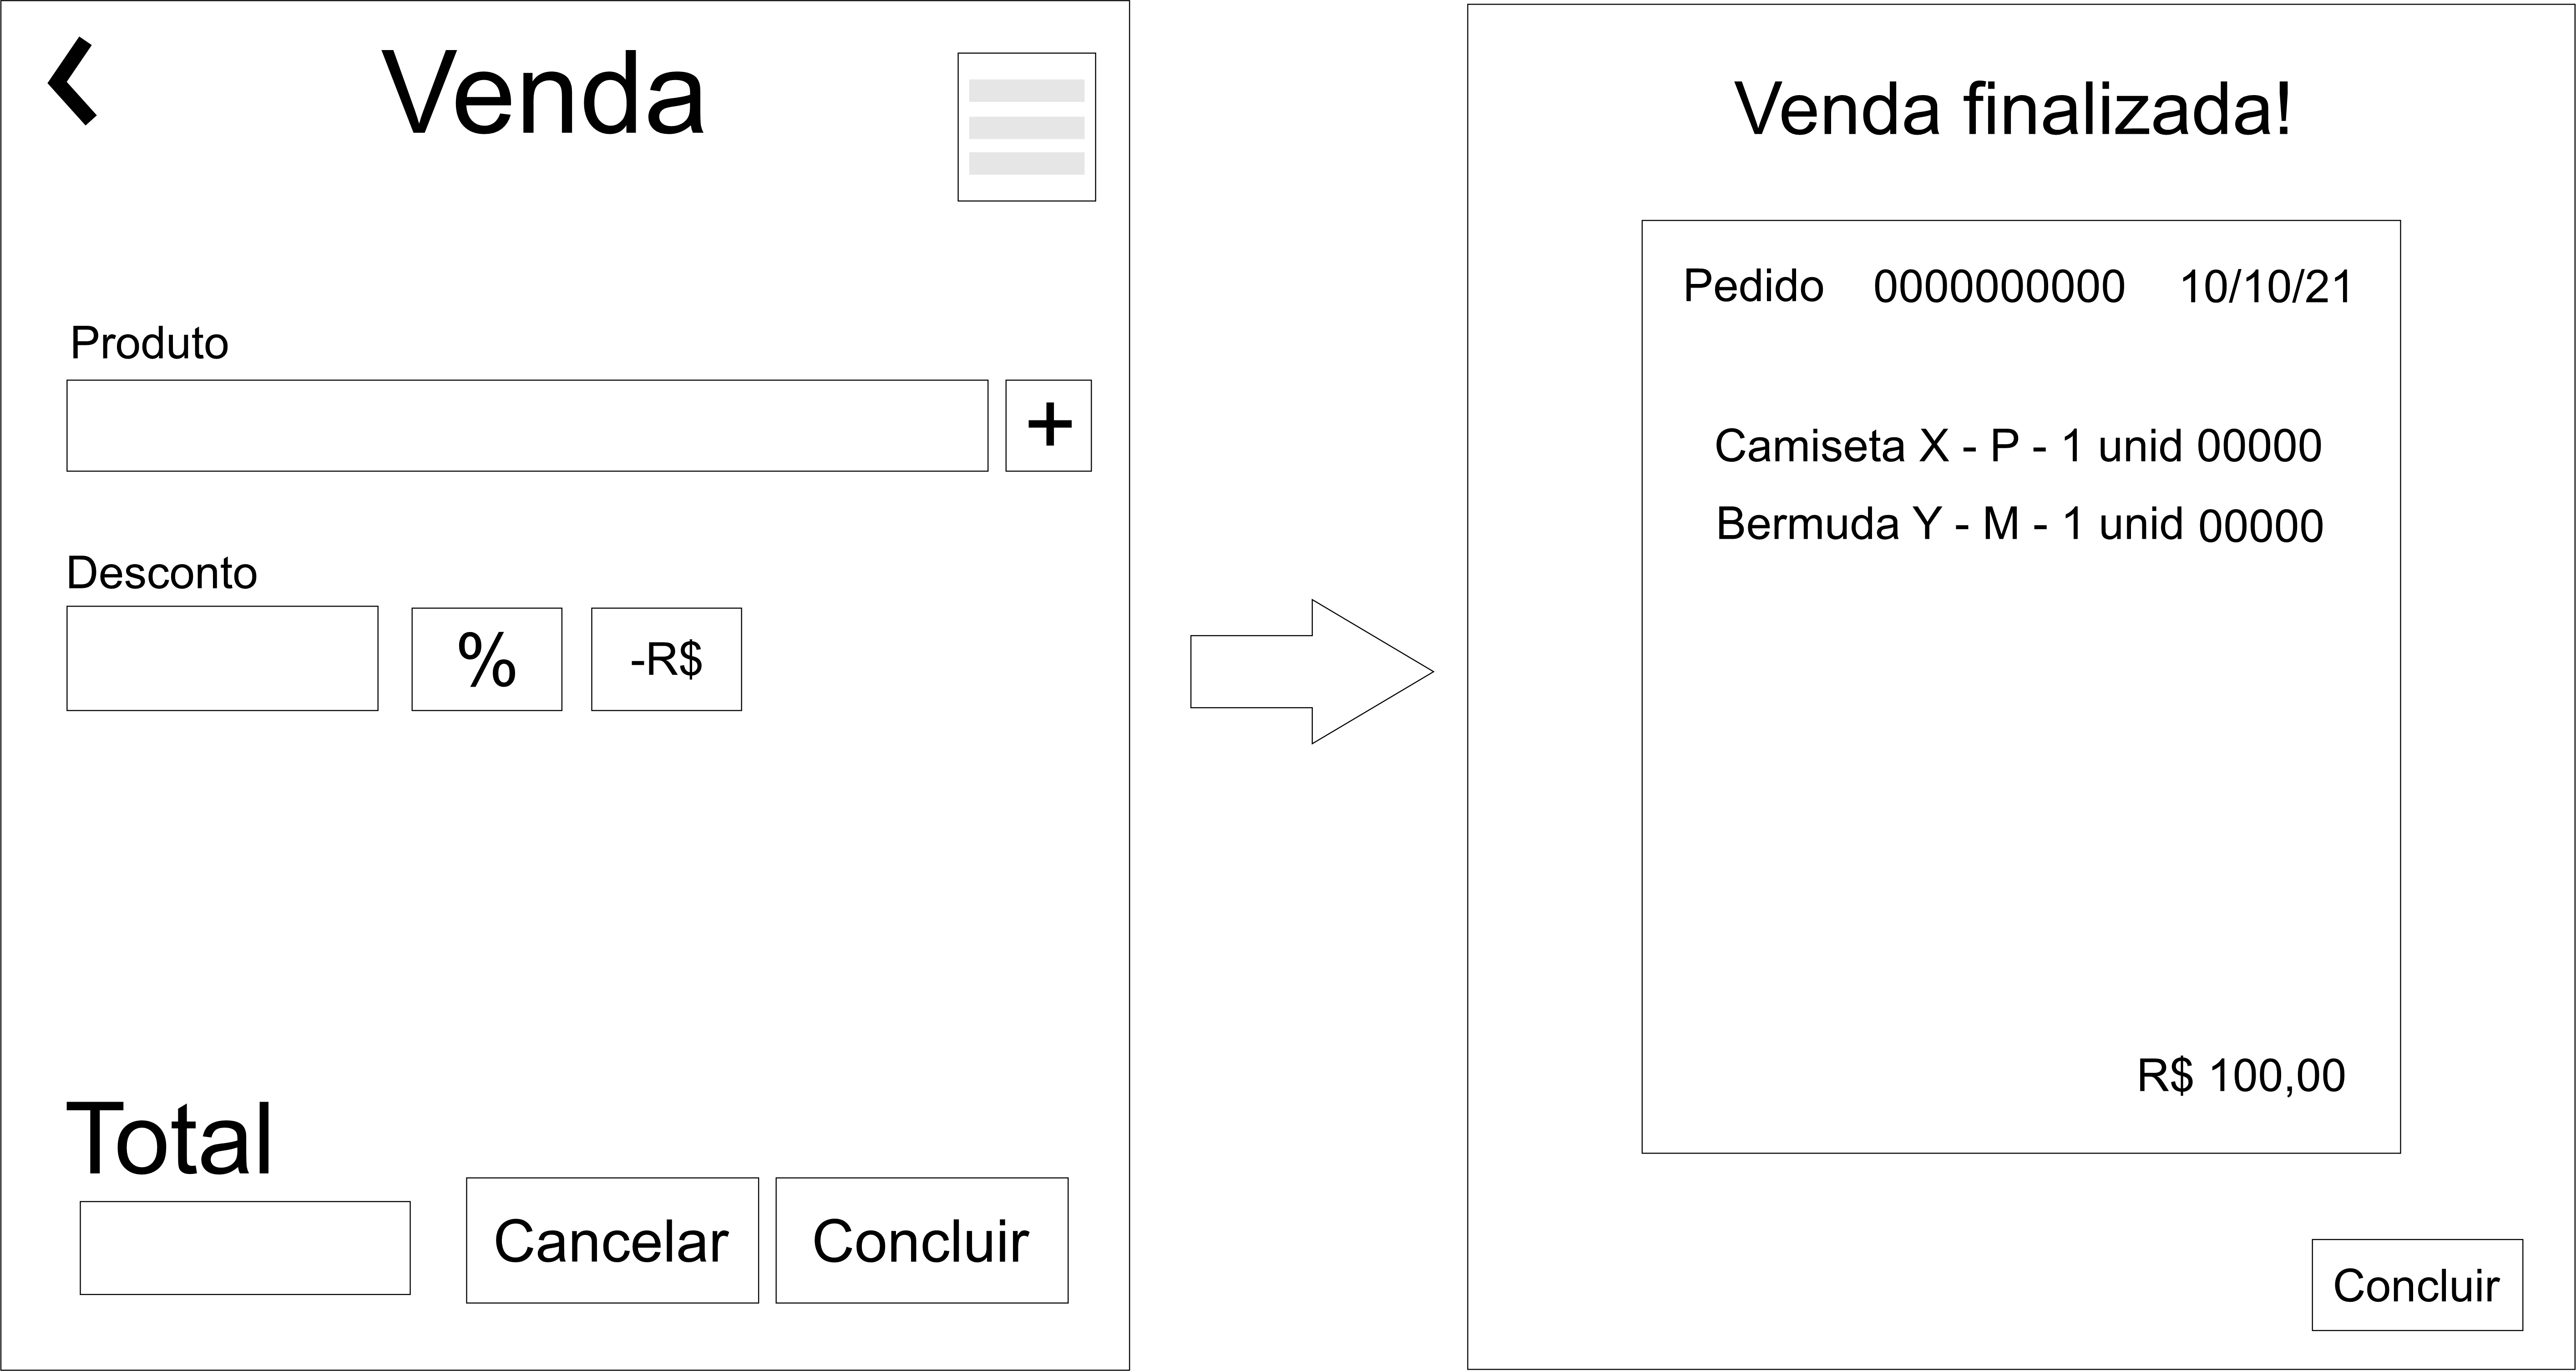 Venda
Produto
+
Desconto
%
-R$
Total
Cancelar
Concluir
Venda finalizada!
Pedido 0000000000 10/10/21
Camiseta X - P - 1 unid 00000
Bermuda Y - M - 1 unid 00000
R$ 100,00
Concluir